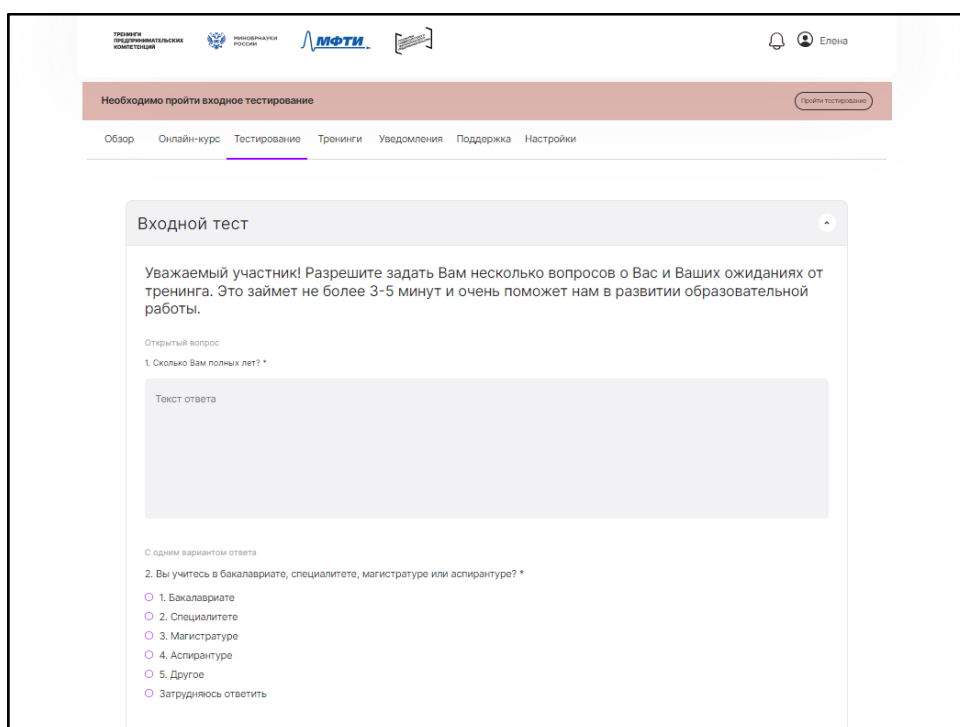 ТРЕНИНГИ
ПРЕДПРИНИМАТЕЛЬСКИХ
КОМПЕТЕНЦИЙ
МИНОБРНАУКИ
РОССИИ
МФТИ
Елена
Необходимо пройти входное тестирование
Пройти тестирование
Обзор Онлайн-курс Тестирование Тренинги Уведомления Поддержка Настройки
Входной тест
Уважаемый участник! Разрешите задать Вам несколько вопросов о Вас и Ваших ожиданиях от
тренинга. Это займет не более 3-5 минут и очень поможет нам в развитии образовательной
работы.
Открытый вопрос
1. Сколько Вам полных лет? *
Текст ответа
С одним вариантом ответа
2. Вы учитесь в бакалавриате, специалитете, магистратуре или аспирантуре? *
1. Бакалавриате
2. Специалитете
3. Магистратуре
4. Аспирантуре
5. Другое
Затрудняюсь ответить